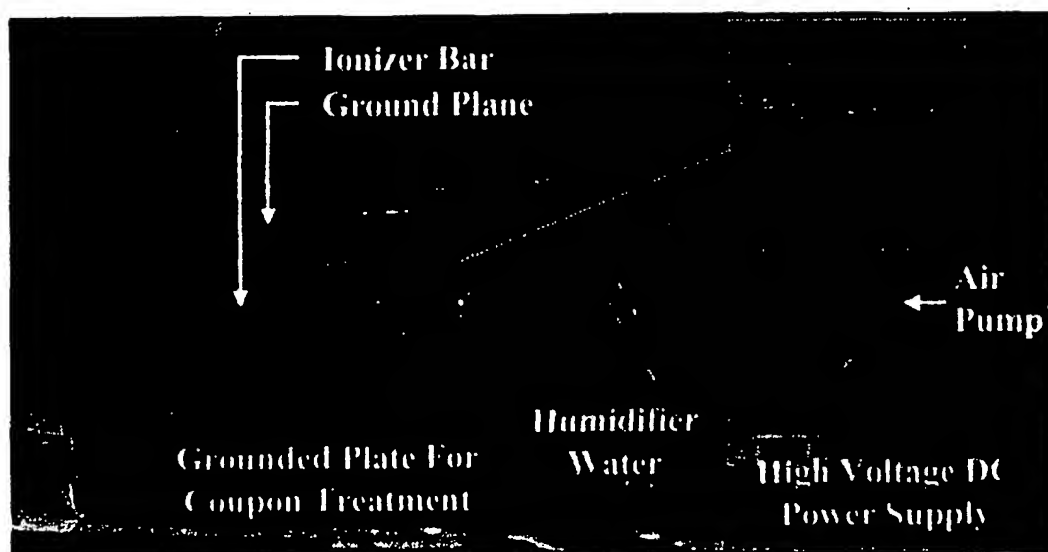 Ionizer Bar
Ground Plane
Air
Pump
Humidifier
Water
Grounded Plate For
Coupon Treatment
High Voltage DC
Power Supply